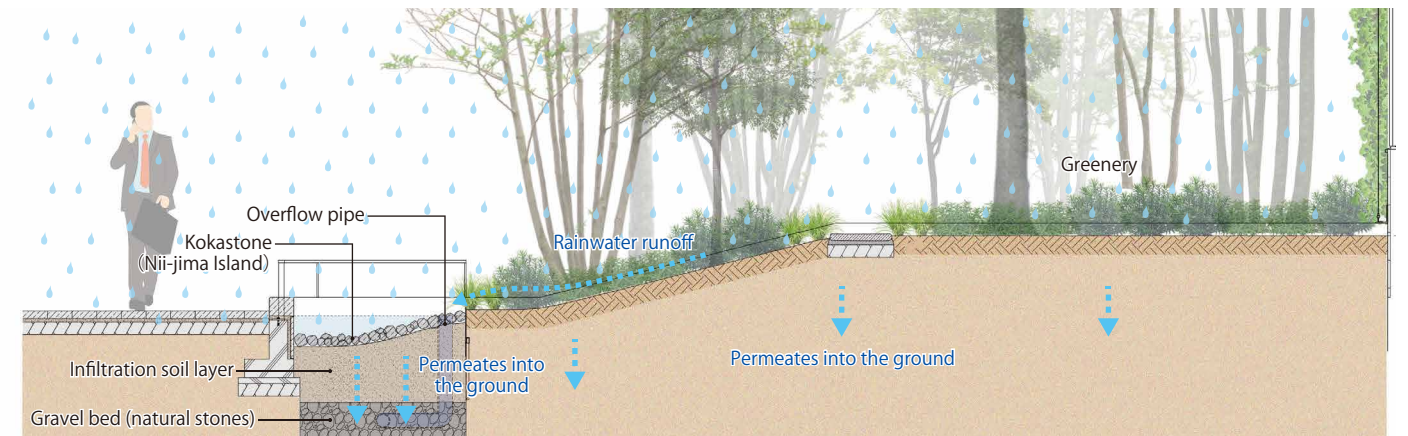 Greenery
Overflow pipe
Kokastone
(Nii-jima Island)
Rainwater runoff
Infiltration soil layer
Permeates into
the ground
Permeates into the ground
Gravel bed (natural stones)